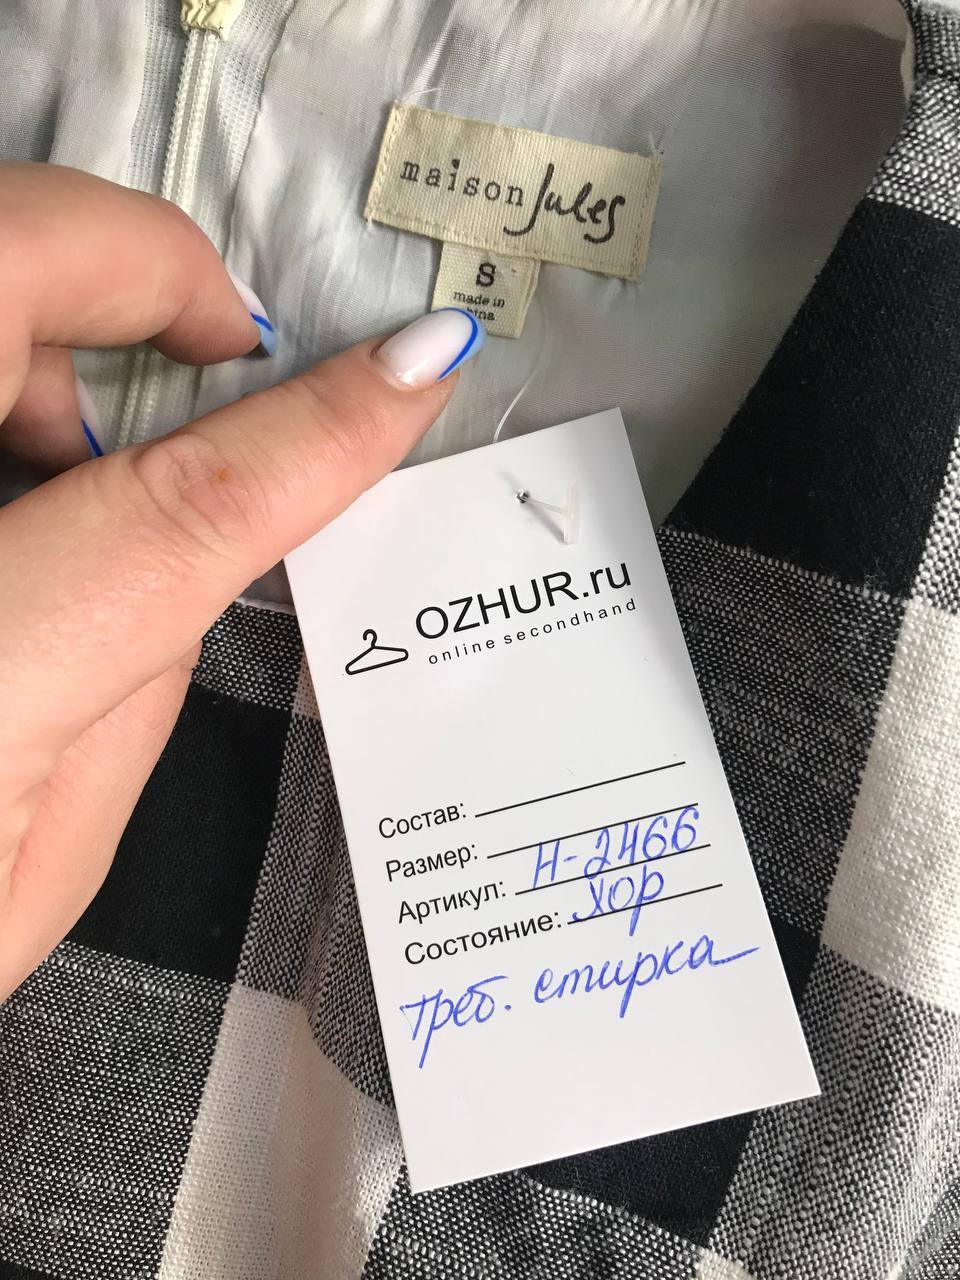 maison Jules
S
made in
OZHUR.ru
online secondhand
Состав:
Размер:
Артикул: Н-2466
Состояние: хор
треб. стирка